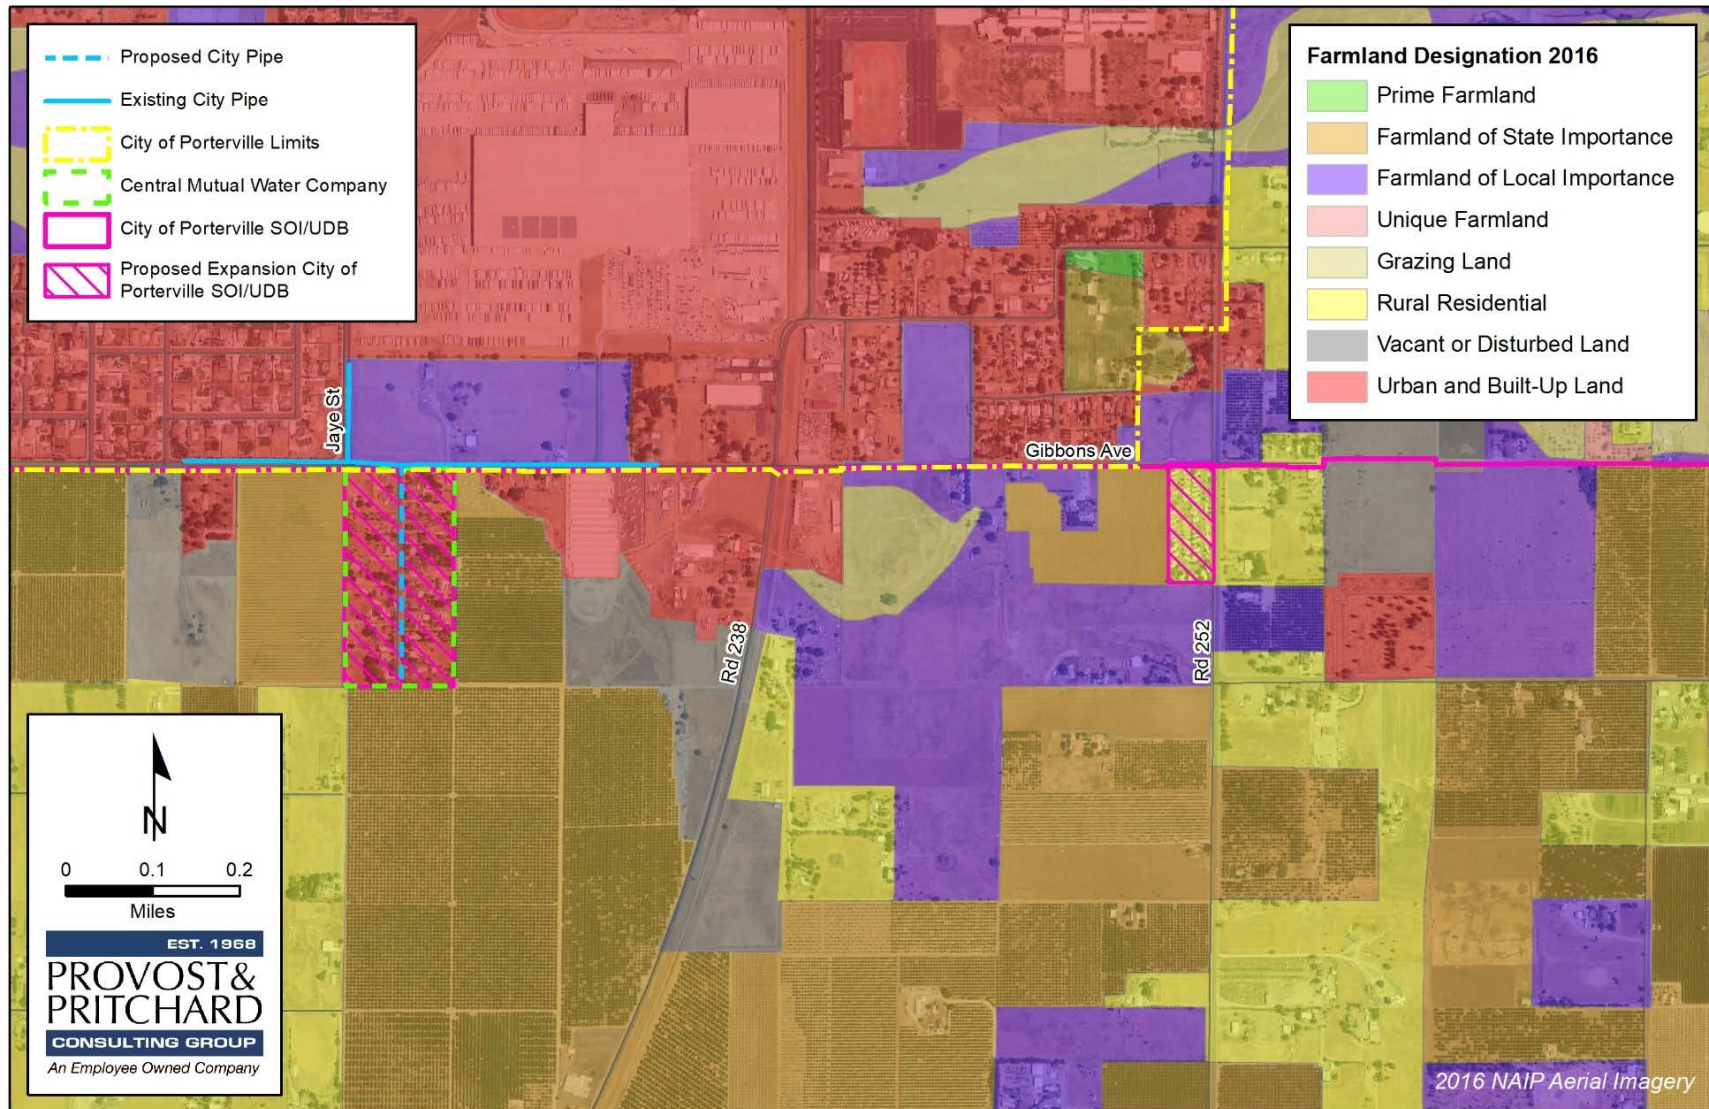 Proposed City Pipe
Existing City Pipe
City of Porterville Limits
Central Mutual Water Company
City of Porterville SOI/UDB
Proposed Expansion City of
Porterville SOI/UDB
Farmland Designation 2016
Prime Farmland
Farmland of State Importance
Farmland of Local Importance
Unique Farmland
Grazing Land
Rural Residential
Vacant or Disturbed Land
Urban and Built-Up Land
Jaye St
Gibbons Ave
Rd 238
Rd 252
N
0 0.1 0.2
Miles
EST. 1968
PROVOST&
PRITCHARD
CONSULTING GROUP
An Employee Owned Company
2016 NAIP Aerial Imagery